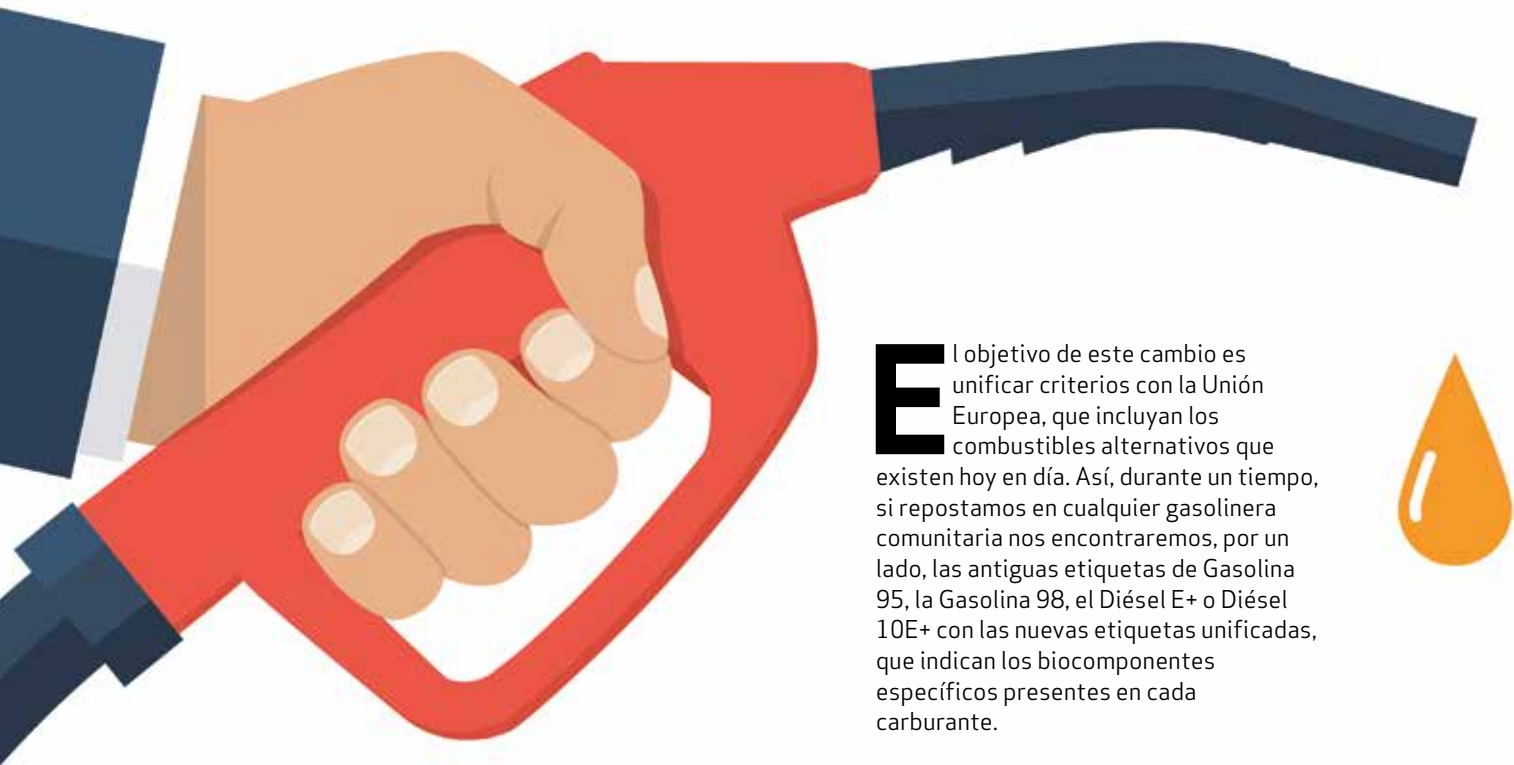 El objetivo de este cambio es
unificar criterios con la Unión
Europea, que incluyan los
combustibles alternativos que
existen hoy en día. Así, durante un tiempo,
si repostamos en cualquier gasolinera
comunitaria nos encontraremos, por un
lado, las antiguas etiquetas de Gasolina
95, la Gasolina 98, el Diésel E+ o Diésel
10E+ con las nuevas etiquetas unificadas,
que indican los biocomponentes
específicos presentes en cada
carburante.